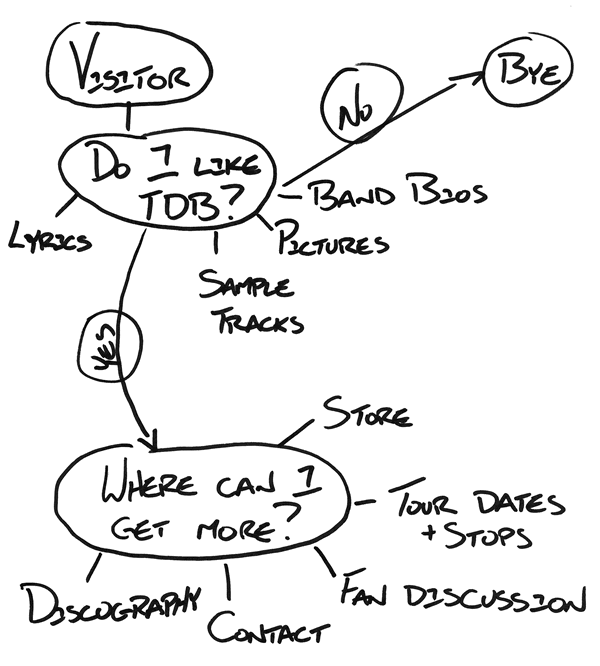 VISITOR
NO
BYE
DO I LIKE
TDB?
BAND BIOS
LYRICS
PICTURES
SAMPLE
TRACKS
YES
STORE
WHERE CAN I
GET MORE?
TOUR DATES
+ STOPS
DISCOGRAPHY
CONTACT
FAN DISCUSSION